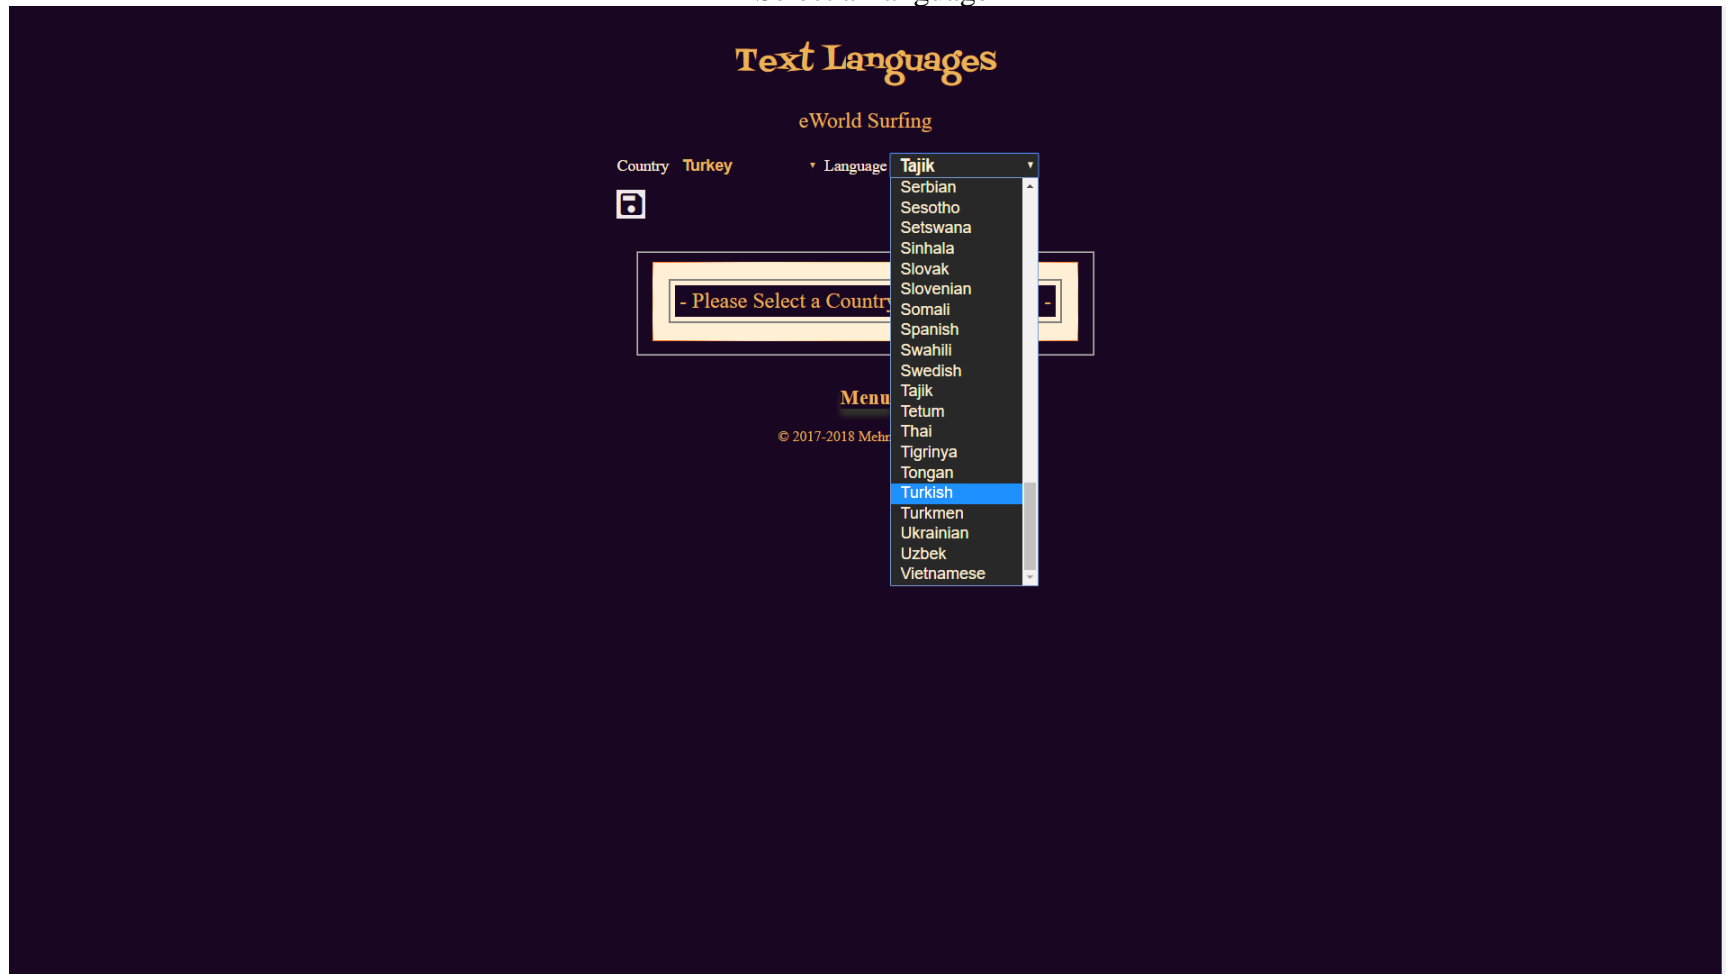 Text Languages
eWorld Surfing
Country Turkey Language Tajik
Serbian
Sesotho
Setswana
Sinhala
Slovak
Slovenian
Somali
Spanish
Swahili
Swedish
Tajik
Tetum
Thai
Tigrinya
Tongan
Turkish
Turkmen
Ukrainian
Uzbek
Vietnamese
- Please Select a Country -
Menu
© 2017-2018